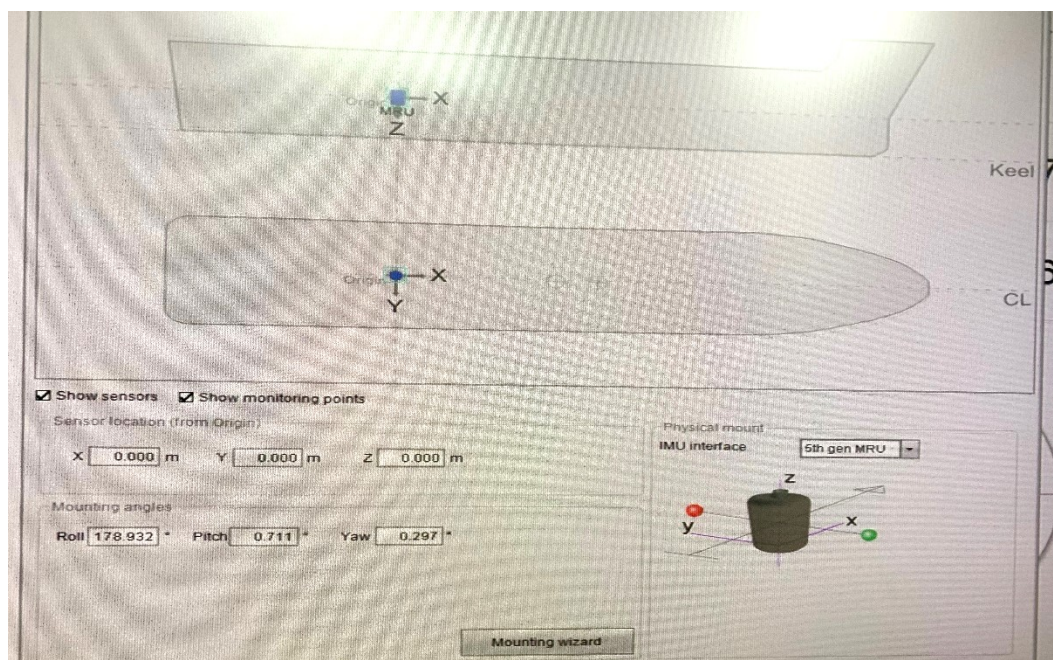 Origin
X
MRU
Z
Keel
Origin
X
Y
CL
Show sensors Show monitoring points
Sensor location (from Origin)
X 0.000 m Y 0.000 m Z 0.000 m
Mounting angles
Roll 178.932 ° Pitch 0.711 ° Yaw 0.297 °
Mounting wizard
Physical mount
IMU interface 5th gen MRU
z
y x